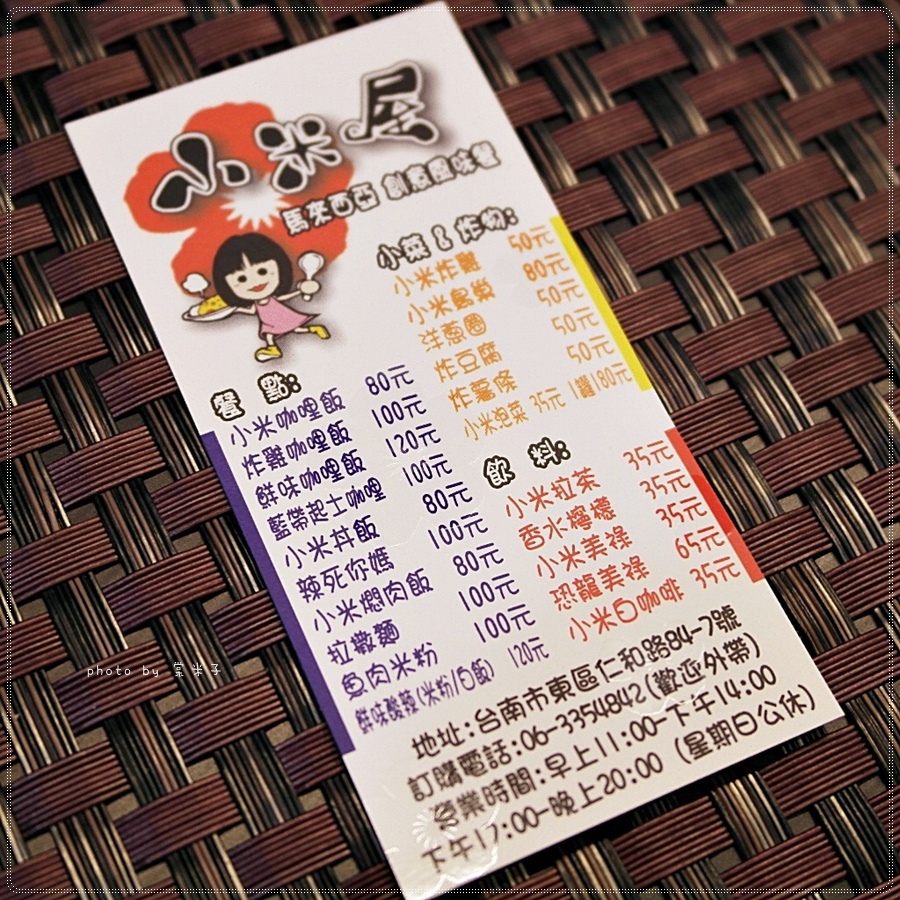 小米屋
馬來西亞 創意風味餐
小菜 & 炸物:
小米炸雞 50元
小米雞塊 80元
洋蔥圈 50元
炸豆腐 50元
炸薯條 50元
小米泡菜 35元 1罐180元
餐 點:
小米咖哩飯 80元
炸雞咖哩飯 100元
鮮味咖哩飯 120元
藍帶起士咖哩 100元
小米丼飯 80元
辣死你媽 100元
小米燜肉飯 80元
拉撒麵 100元
魚肉米粉 100元
鮮味酸辣(米粉/白飯) 120元
飲 料:
小米拉茶 35元
香水檸檬 35元
小米美祿 35元
恐龍美祿 65元
小米白咖啡 35元
地址:台南市東區仁和路84-7號
訂購電話:06-3354842(歡迎外帶)
營業時間:早上11:00-下午14:00
下午17:00-晚上20:00 (星期日公休)
photo by 棠米子